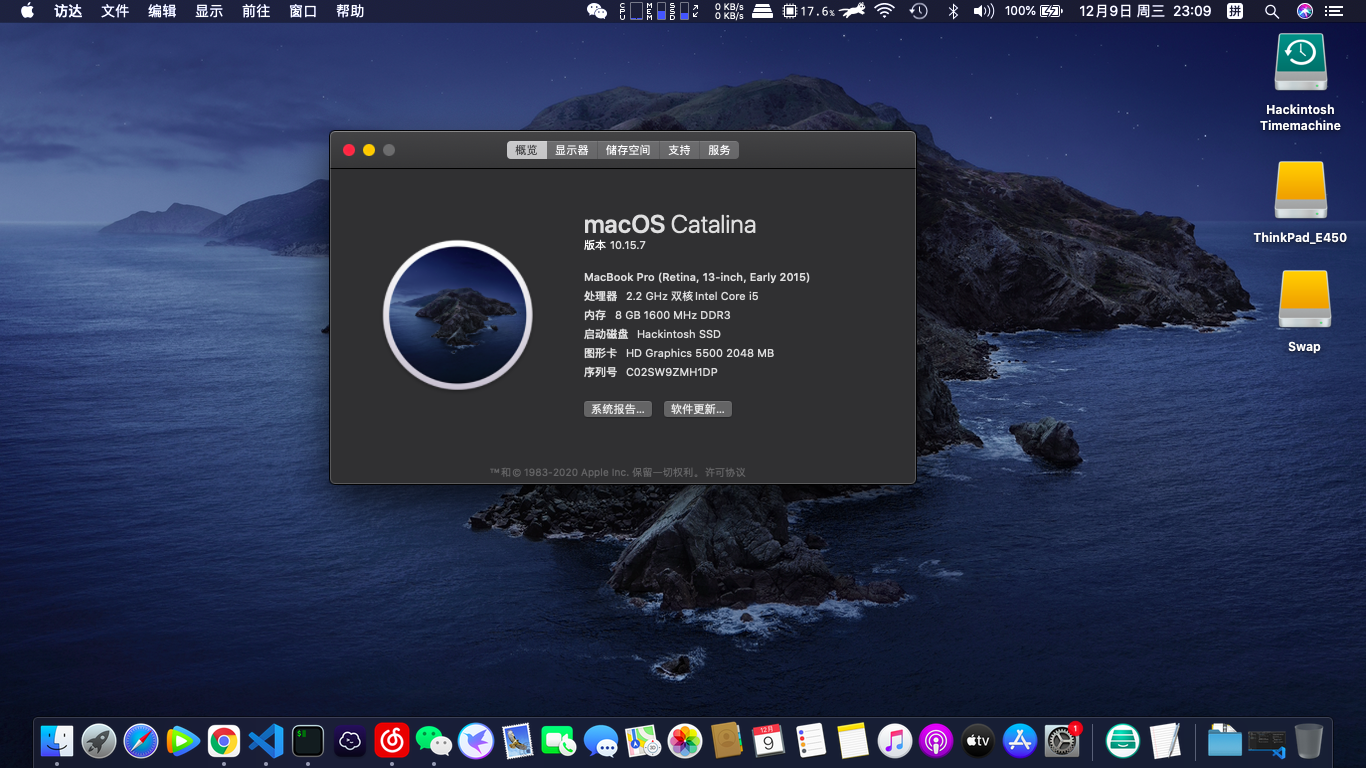 访达 文件 编辑 显示 前往 窗口 帮助
CPU MEM SSD 0 KB/s 0 KB/s 17.6% 100% 12月9日 周三 23:09 拼
Hackintosh
Timemachine
ThinkPad_E450
Swap
概览 显示器 储存空间 支持 服务
macOS Catalina
版本 10.15.7
MacBook Pro (Retina, 13-inch, Early 2015)
处理器 2.2 GHz 双核Intel Core i5
内存 8 GB 1600 MHz DDR3
启动磁盘 Hackintosh SSD
图形卡 HD Graphics 5500 2048 MB
序列号 C02SW9ZMH1DP
系统报告... 软件更新...
™和© 1983-2020 Apple Inc. 保留一切权利。许可协议
$
12月
9
tv
1